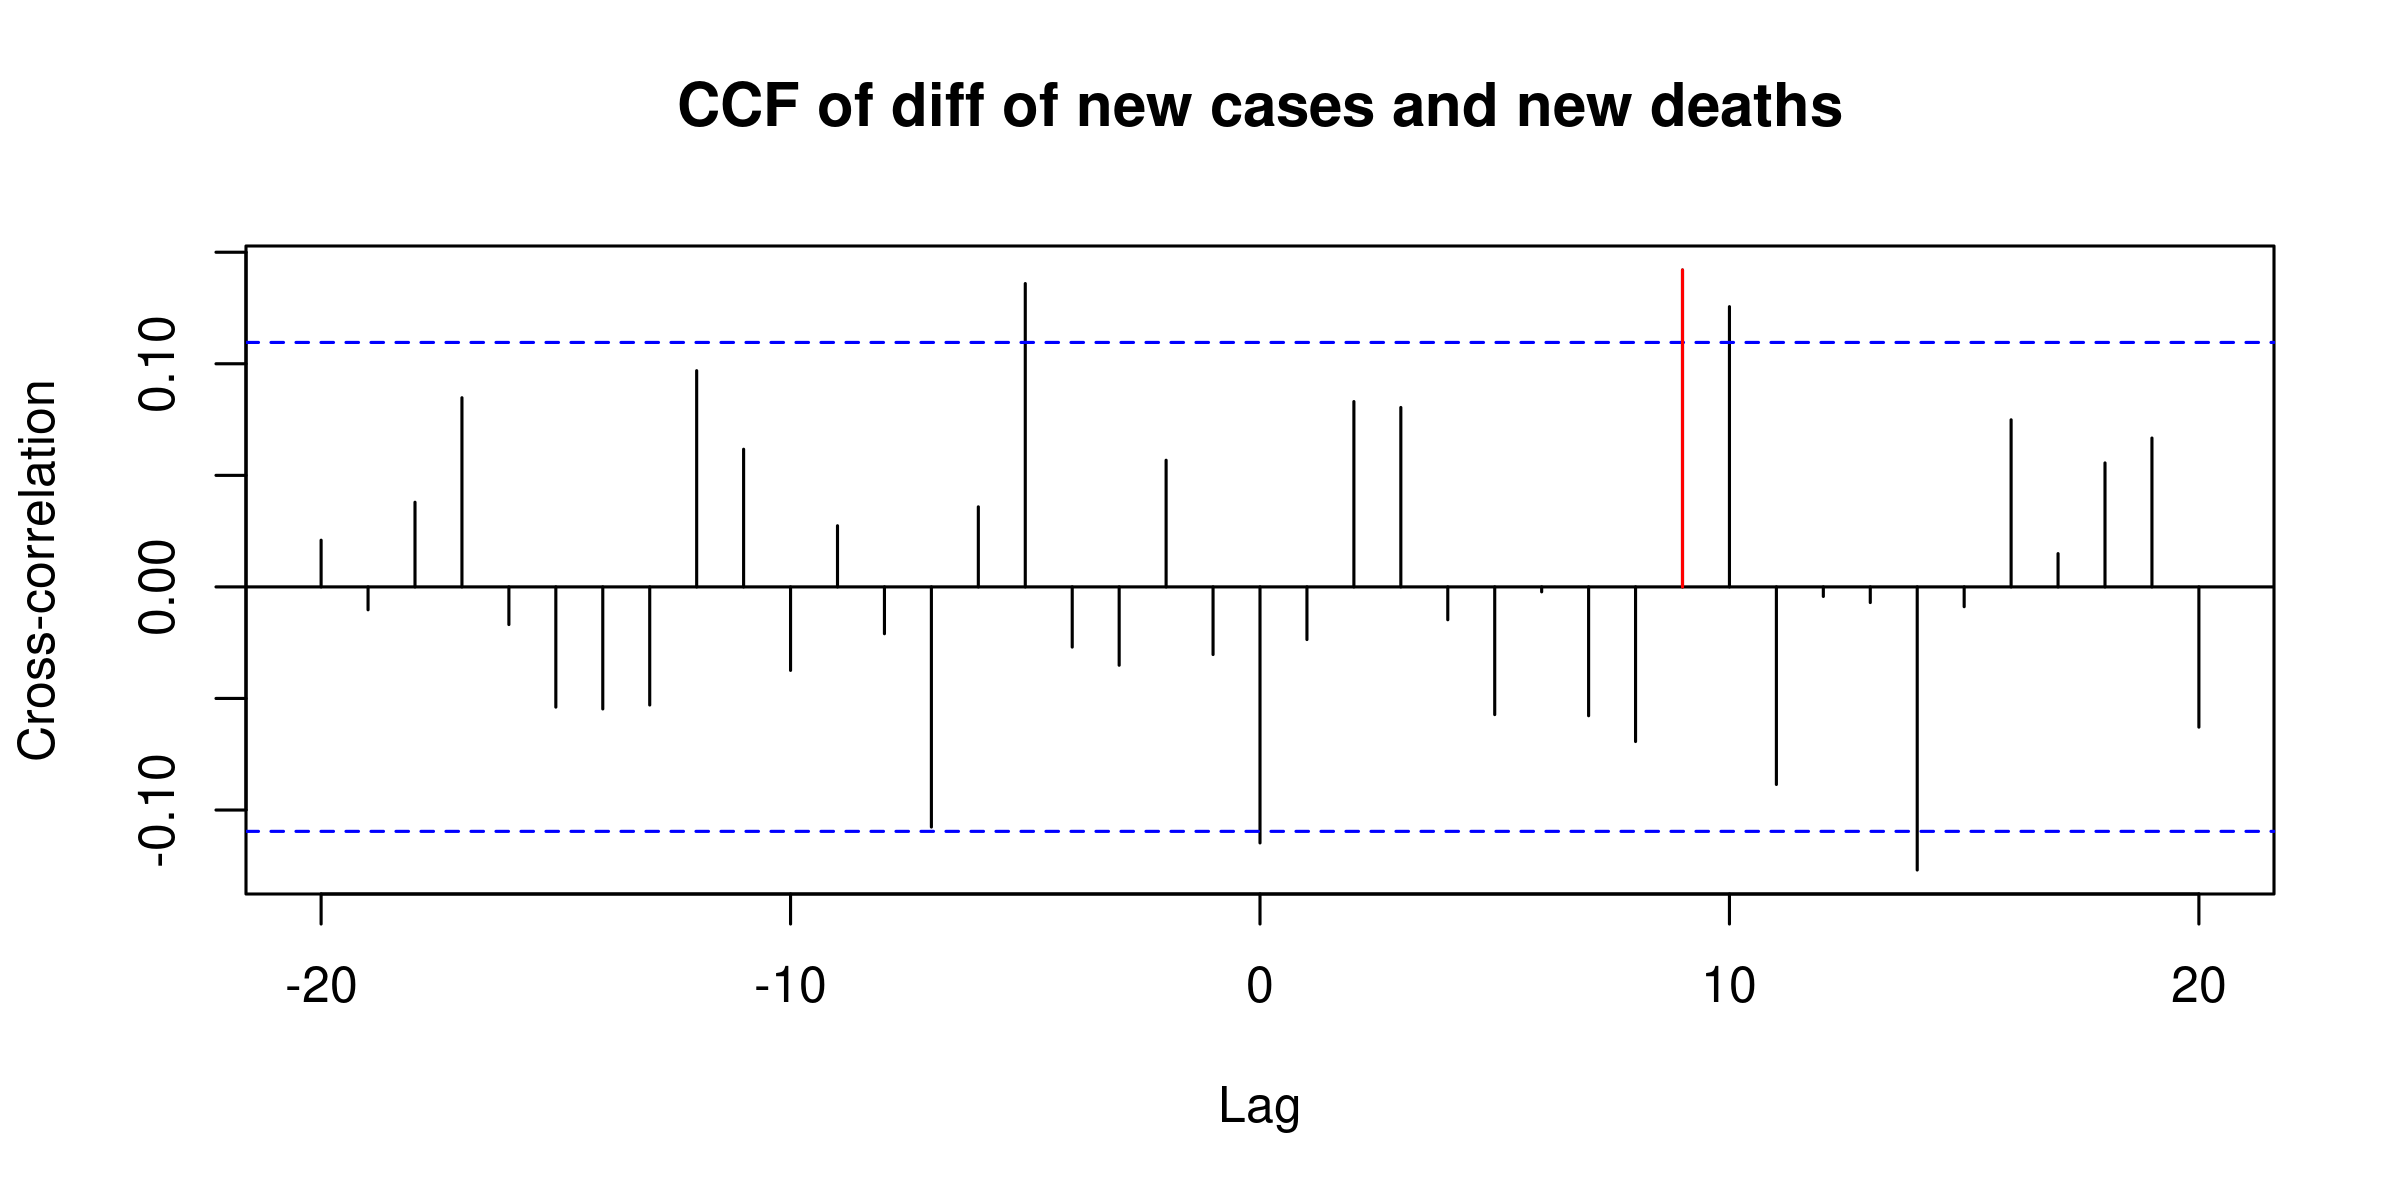 CCF of diff of new cases and new deaths
Cross-correlation
0.10
0.00
-0.10
-20 -10 0 10 20
Lag